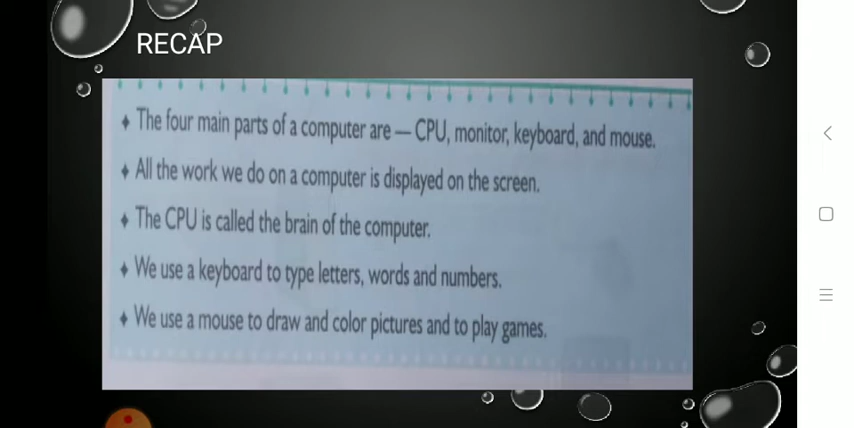 RECAP
♦ The four main parts of a computer are — CPU, monitor, keyboard, and mouse.
♦ All the work we do on a computer is displayed on the screen.
♦ The CPU is called the brain of the computer.
♦ We use a keyboard to type letters, words and numbers.
♦ We use a mouse to draw and color pictures and to play games.